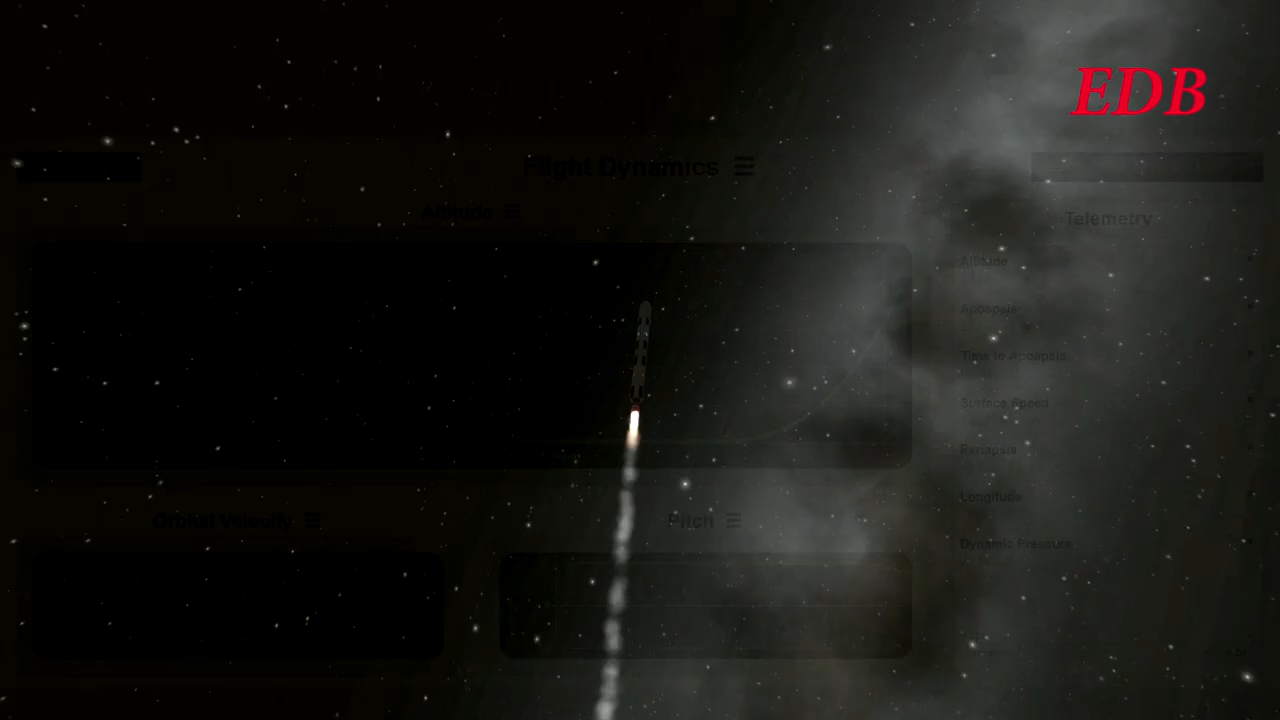 EDB
Flight Dynamics
Altitude
Telemetry
Altitude
Apoapsis
Time to Apoapsis
Surface Speed
Periapsis
Longitude
Orbital Velocity
Pitch
Dynamic Pressure